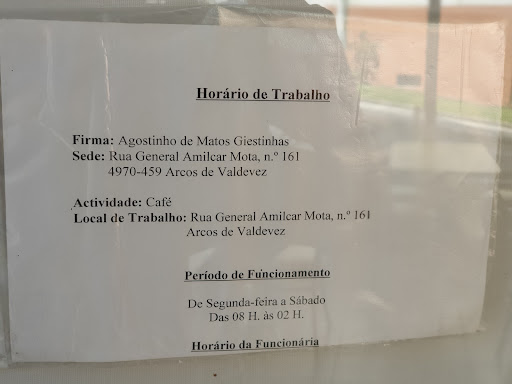 Horário de Trabalho
Firma: Agostinho de Matos Giestinhas
Sede: Rua General Amilcar Mota, n.º 161
4970-459 Arcos de Valdevez
Actividade: Café
Local de Trabalho: Rua General Amilcar Mota, n.º 161
Arcos de Valdevez
Período de Funcionamento
De Segunda-feira a Sábado
Das 08 H. às 02 H.
Horário da Funcionária